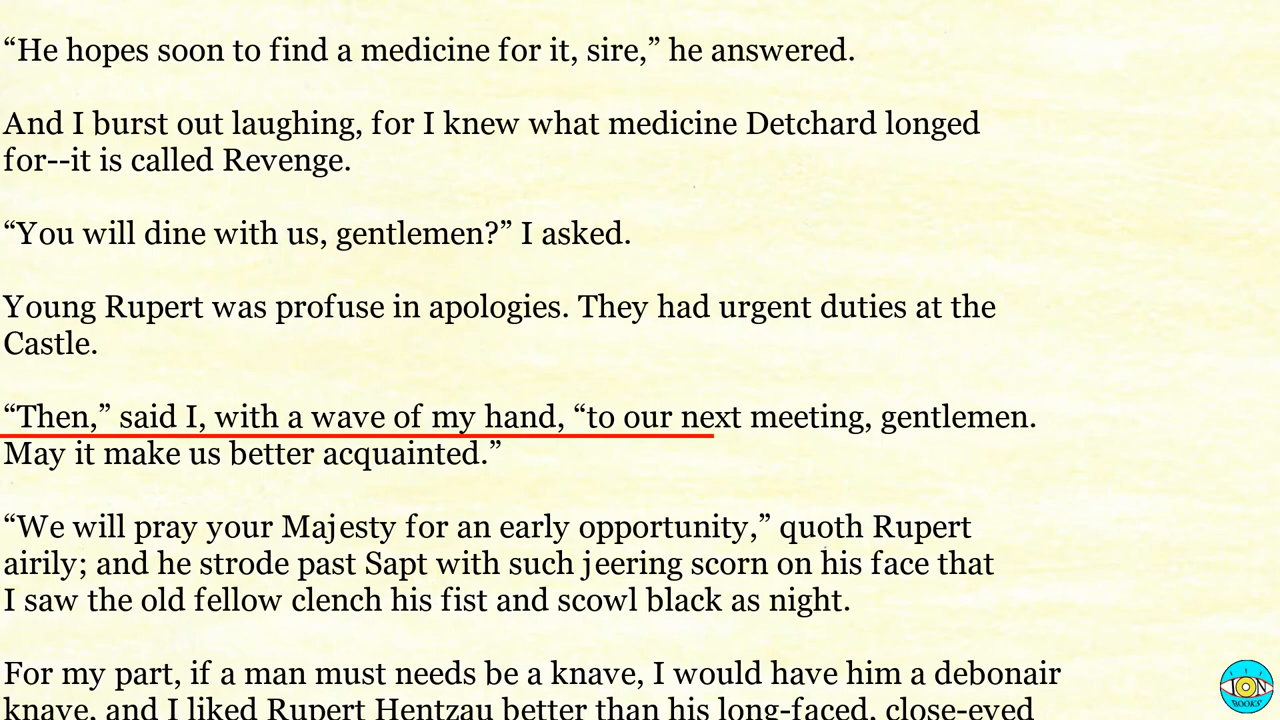 “He hopes soon to find a medicine for it, sire,” he answered.
And I burst out laughing, for I knew what medicine Detchard longed
for--it is called Revenge.
“You will dine with us, gentlemen?” I asked.
Young Rupert was profuse in apologies. They had urgent duties at the
Castle.
“Then,” said I, with a wave of my hand, “to our next meeting, gentlemen.
May it make us better acquainted.”
“We will pray your Majesty for an early opportunity,” quoth Rupert
airily; and he strode past Sapt with such jeering scorn on his face that
I saw the old fellow clench his fist and scowl black as night.
For my part, if a man must needs be a knave, I would have him a debonair
knave, and I liked Rupert Hentzau better than his long-faced, close-eyed
ION
BOOKS